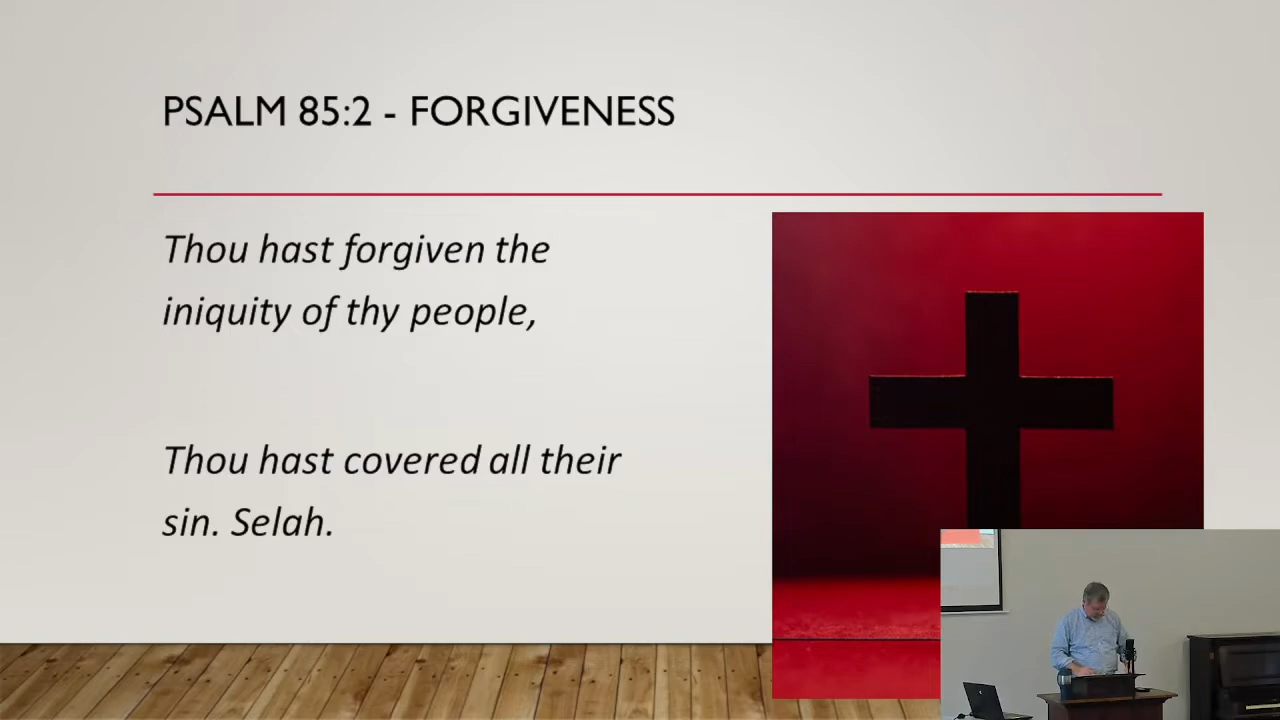 PSALM 85:2 - FORGIVENESS
Thou hast forgiven the
iniquity of thy people,
Thou hast covered all their
sin. Selah.